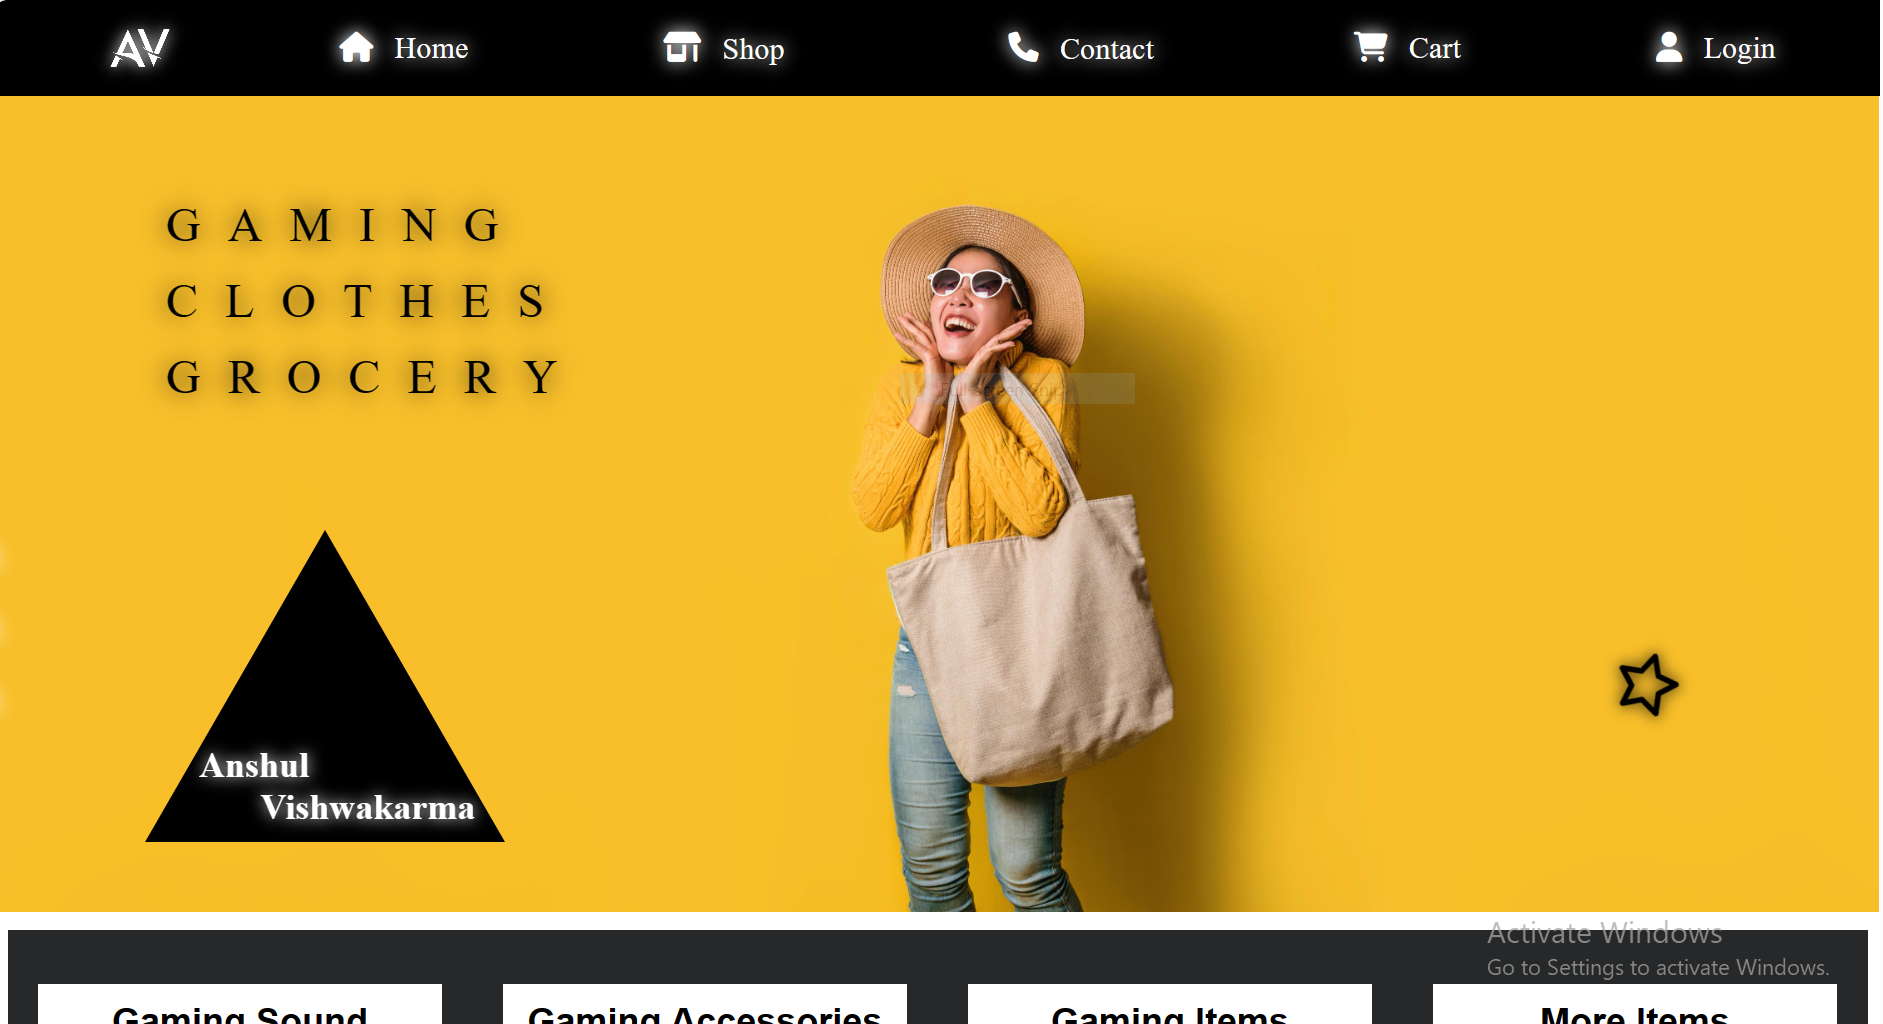 AV
Home
Shop
Contact
Cart
Login
GAMING
CLOTHES
GROCERY
Anshul
Vishwakarma
Activate Windows
Go to Settings to activate Windows.
Gaming Sound
Gaming Accessories
Gaming Items
More Items